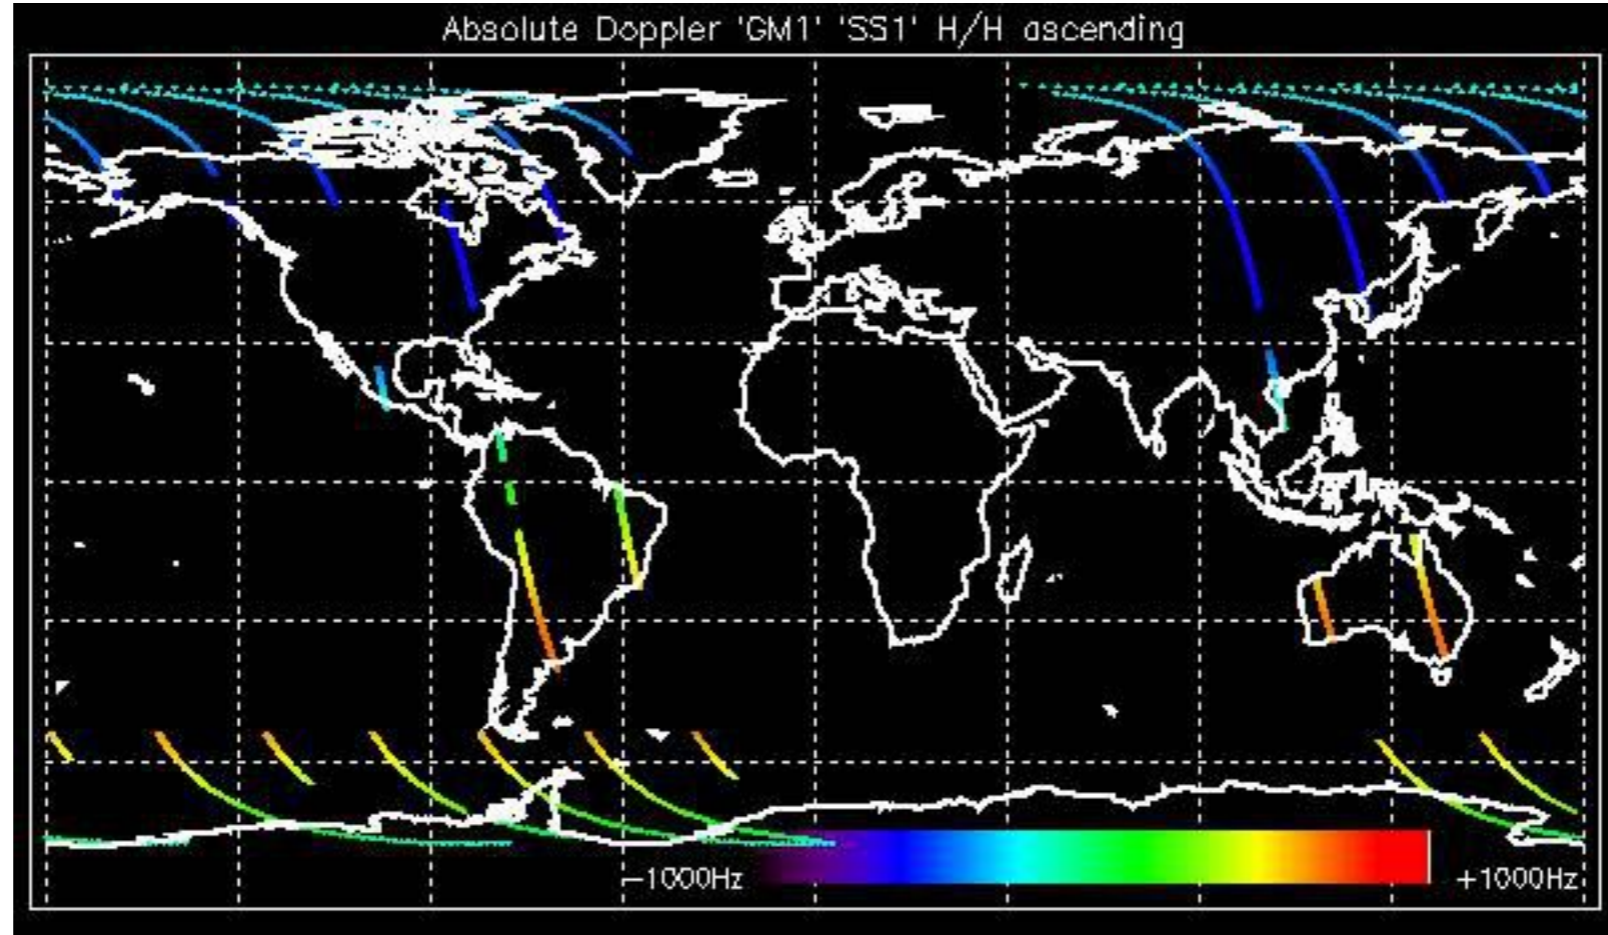 Absolute Doppler 'GM1' 'SS1' H/H ascending
-1000Hz
+1000Hz